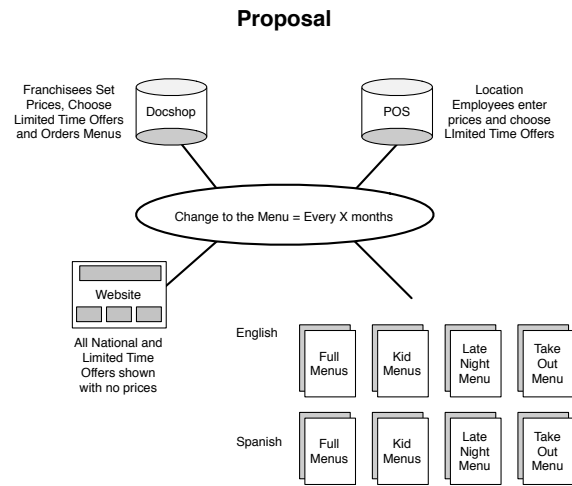 Proposal
Franchisees Set
Prices, Choose
Limited Time Offers
and Orders Menus
Docshop
POS
Location
Employees enter
prices and choose
LImited Time Offers
Change to the Menu = Every X months
Website
All National and
Limited Time
Offers shown
with no prices
English
Full
Menus
Kid
Menus
Late
Night
Menu
Take
Out
Menu
Spanish
Full
Menus
Kid
Menus
Late
Night
Menu
Take
Out
Menu